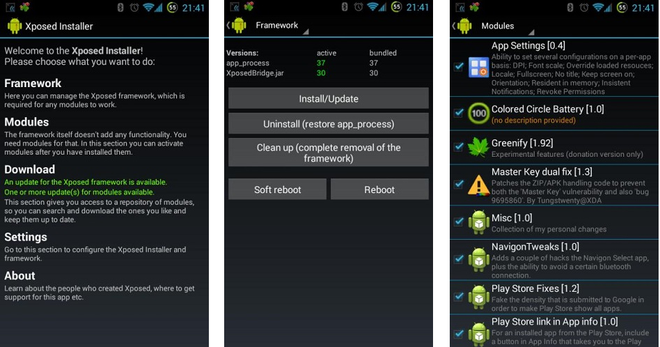 55 21:41
Xposed Installer
Welcome to the Xposed Installer!
Please choose what you want to do:
Framework
Here you can manage the Xposed framework, which is
required for any modules to work.
Modules
The framework itself doesn't add any functionality. You
need modules for that. In this section you can activate
modules after you have installed them.
Download
An update for the Xposed framework is available.
One or more update(s) for modules available.
This section gives you access to a repository of modules,
so you can search and download the ones you like and
keep them up to date.
Settings
Go to this section to configure the Xposed Installer and
framework.
About
Learn about the people who created Xposed, where to get
support for this app etc.
55 21:41
Framework
Versions: active bundled
app_process 37 37
XposedBridge.jar 30 30
Install/Update
Uninstall (restore app_process)
Clean up (complete removal of the
framework)
Soft reboot Reboot
55 21:41
Modules
App Settings [0.4]
Ability to set several configurations on a per-app
basis: DPI; Font scale; Override loaded resouces;
Locale; Fullscreen; No title; Keep screen on;
Orientation; Resident in memory; Insistent
Notifications; Revoke Permissions
100 Colored Circle Battery [1.0]
(no description provided)
Greenify [1.92]
Experimental features (donation version only)
Master Key dual fix [1.3]
Patches the ZIP/APK handling code to prevent
both the 'Master Key' vulnerability and also 'bug
9695860'. By Tungstwenty@XDA
Misc [1.0]
Collection of my personal changes
NavigonTweaks [1.0]
Adds a couple of hacks the Navigon Select app,
plus the ability to avoid a certain bluetooth
connection.
Play Store Fixes [1.2]
Fake the density that is submitted to Google in
order to make Play Store show all apps.
Play Store link in App info [1.0]
For an installed app from the Play Store, include
a button in App Info that takes you to the Play